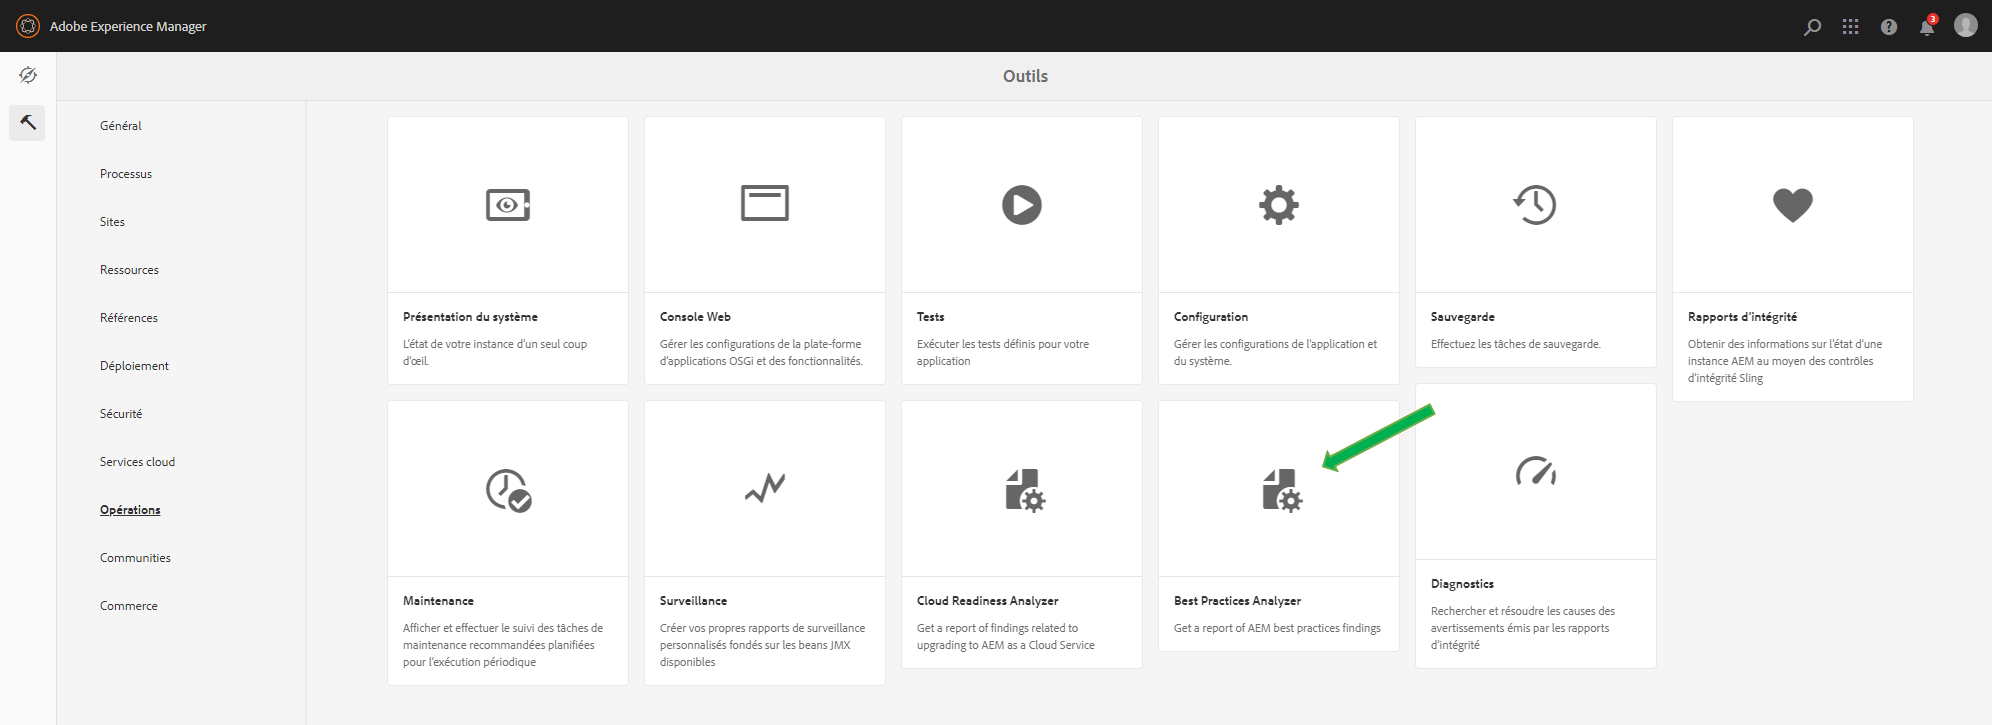 Adobe Experience Manager
3
Outils
Général
Processus
Sites
Ressources
Références
Déploiement
Sécurité
Services cloud
Opérations
Communities
Commerce
Présentation du système
L'état de votre instance d'un seul coup
d'œil.
Console Web
Gérer les configurations de la plate-forme
d'applications OSGi et des fonctionnalités.
Tests
Exécuter les tests définis pour votre
application
Configuration
Gérer les configurations de l'application et
du système.
Sauvegarde
Effectuez les tâches de sauvegarde.
Rapports d'intégrité
Obtenir des informations sur l'état d'une
instance AEM au moyen des contrôles
d'intégrité Sling
Maintenance
Afficher et effectuer le suivi des tâches de
maintenance recommandées planifiées
pour l'exécution périodique
Surveillance
Créer vos propres rapports de surveillance
personnalisés fondés sur les beans JMX
disponibles
Cloud Readiness Analyzer
Get a report of findings related to
upgrading to AEM as a Cloud Service
Best Practices Analyzer
Get a report of AEM best practices findings
Diagnostics
Rechercher et résoudre les causes des
avertissements émis par les rapports
d'intégrité